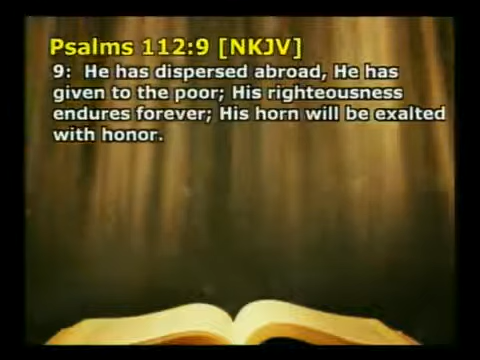 Psalms 112:9 [NKJV]
9: He has dispersed abroad, He has
given to the poor; His righteousness
endures forever; His horn will be exalted
with honor.